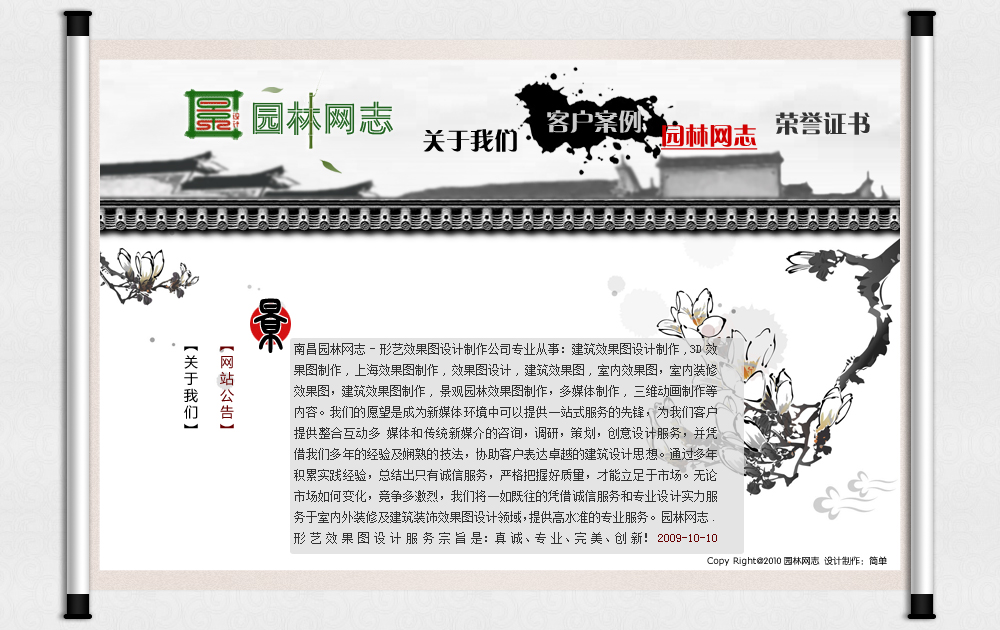 景 设计 园林网志
关于我们
客户案例
园林网志
荣誉证书
景
【关于我们】
【网站公告】
南昌园林网志 - 形艺效果图设计制作公司专业从事：建筑效果图设计制作，3D 效
果图制作，上海效果图制作，效果图设计，建筑效果图，室内效果图，室内装修
效果图，建筑效果图制作，景观园林效果图制作，多媒体制作，三维动画制作等
内容。我们的愿望是成为新媒体环境中可以提供一站式服务的先锋，为我们客户
提供整合互动多 媒体和传统新媒介的咨询，调研，策划，创意设计服务，并凭
借我们多年的经验及娴熟的技法，协助客户表达卓越的建筑设计思想。通过多年
积累实践经验，总结出只有诚信服务，严格把握好质量，才能立足于市场。无论
市场如何变化，竞争多激烈，我们将一如既往的凭借诚信服务和专业设计实力服
务于室内外装修及建筑装饰效果图设计领域，提供高水准的专业服务。园林网志．
形艺效果图设计服务宗旨是：真诚、专业、完美、创新！2009-10-10
Copy Right@2010 园林网志 设计制作：简单